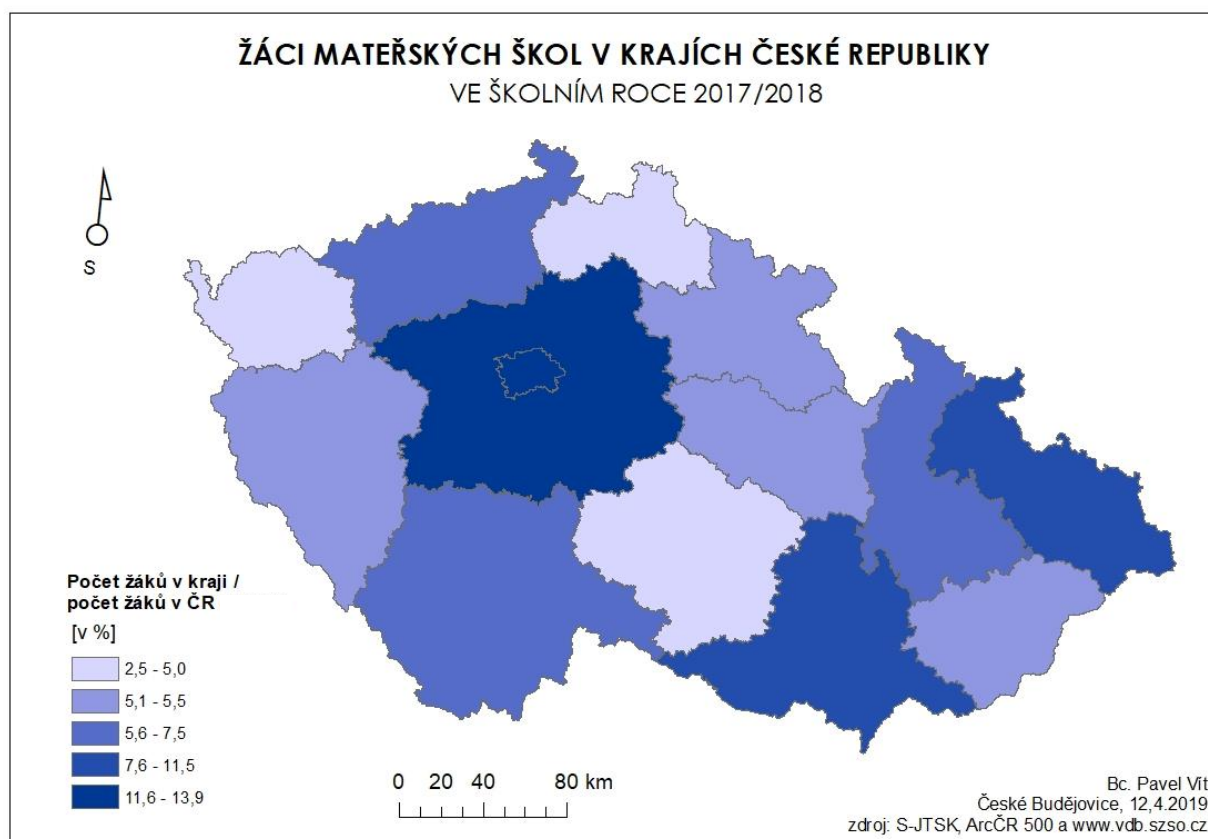 ŽÁCI MATEŘSKÝCH ŠKOL V KRAJÍCH ČESKÉ REPUBLIKY
VE ŠKOLNÍM ROCE 2017/2018
S
Počet žáků v kraji /
počet žáků v ČR
[v %]
2,5 - 5,0
5,1 - 5,5
5,6 - 7,5
7,6 - 11,5
11,6 - 13,9
0 20 40 80 km
Bc. Pavel Vít
České Budějovice, 12,4.2019
zdroj: S-JTSK, ArcČR 500 a www.vdb.szso.cz